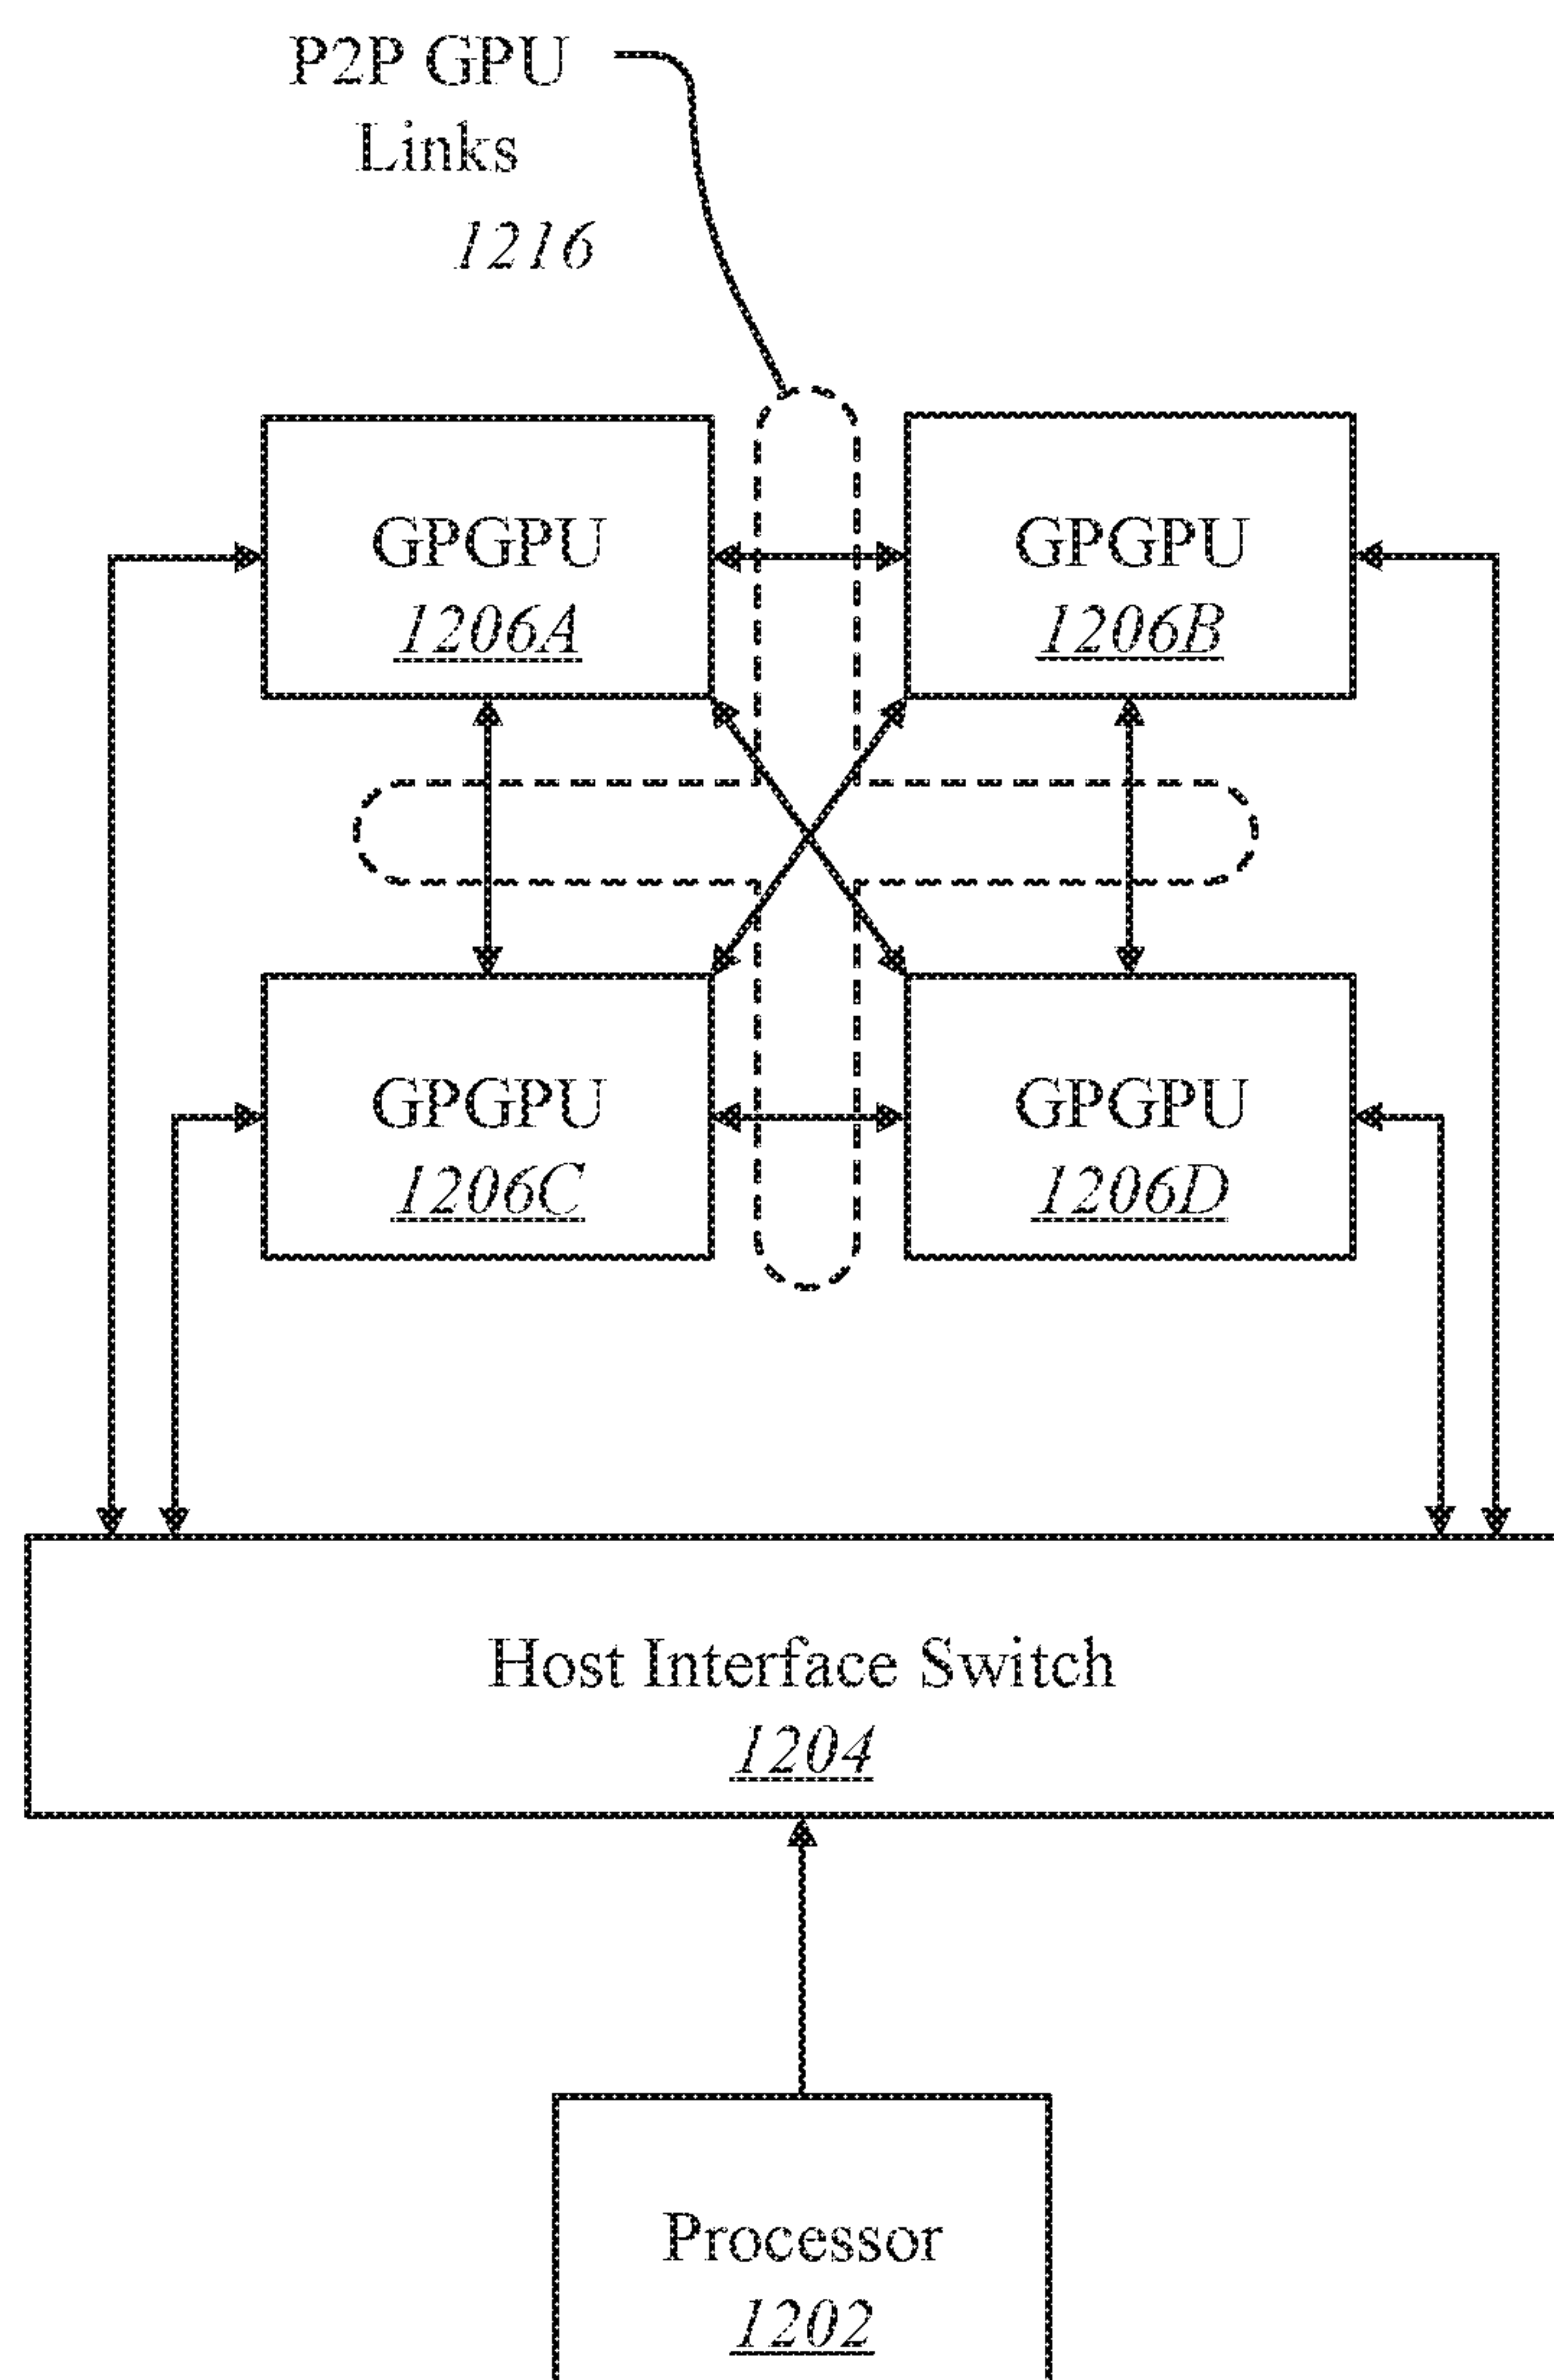 P2P GPU
Links
1216
GPGPU
1206A
GPGPU
1206B
GPGPU
1206C
GPGPU
1206D
Host Interface Switch
1204
Processor
1202